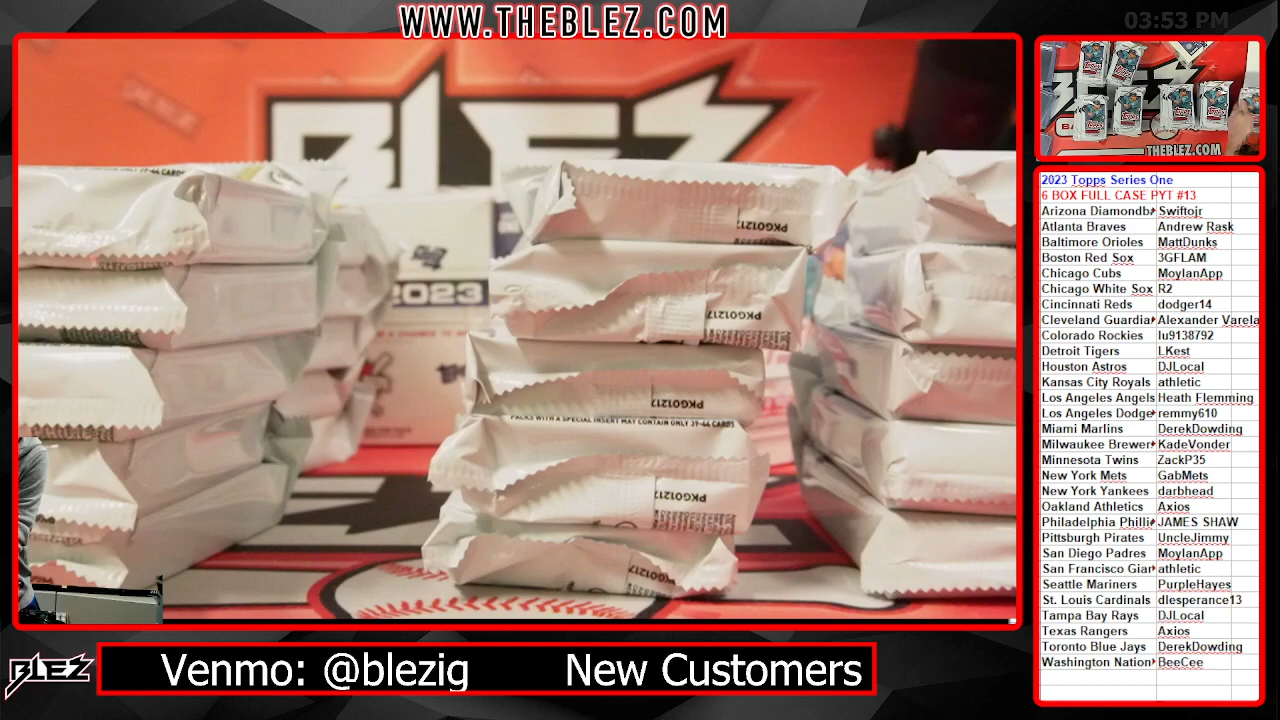 WWW.THEBLEZ.COM
03:53 PM
BLEZ
2023
PKG01217
PKG01217
PKG01217
PACKS WITH A SPECIAL INSERT MAY CONTAIN ONLY 39-44 CARDS
PKG01217
PKG01217
THEBLEZ.COM
2023 Topps Series One
6 BOX FULL CASE PYT #13
Arizona Diamondba Swiftojr
Atlanta Braves Andrew Rask
Baltimore Orioles MattDunks
Boston Red Sox 3GFLAM
Chicago Cubs MoylanApp
Chicago White Sox R2
Cincinnati Reds dodger14
Cleveland Guardia Alexander Varela
Colorado Rockies lu9138792
Detroit Tigers LKest
Houston Astros DJLocal
Kansas City Royals athletic
Los Angeles Angels Heath Flemming
Los Angeles Dodge remmy610
Miami Marlins DerekDowding
Milwaukee Brewer KadeVonder
Minnesota Twins ZackP35
New York Mets GabMets
New York Yankees darbhead
Oakland Athletics Axios
Philadelphia Philli JAMES SHAW
Pittsburgh Pirates UncleJimmy
San Diego Padres MoylanApp
San Francisco Giar athletic
Seattle Mariners PurpleHayes
St. Louis Cardinals dlesperance13
Tampa Bay Rays DJLocal
Texas Rangers Axios
Toronto Blue Jays DerekDowding
Washington Nation BeeCee
BLEZ
Venmo: @blezig New Customers